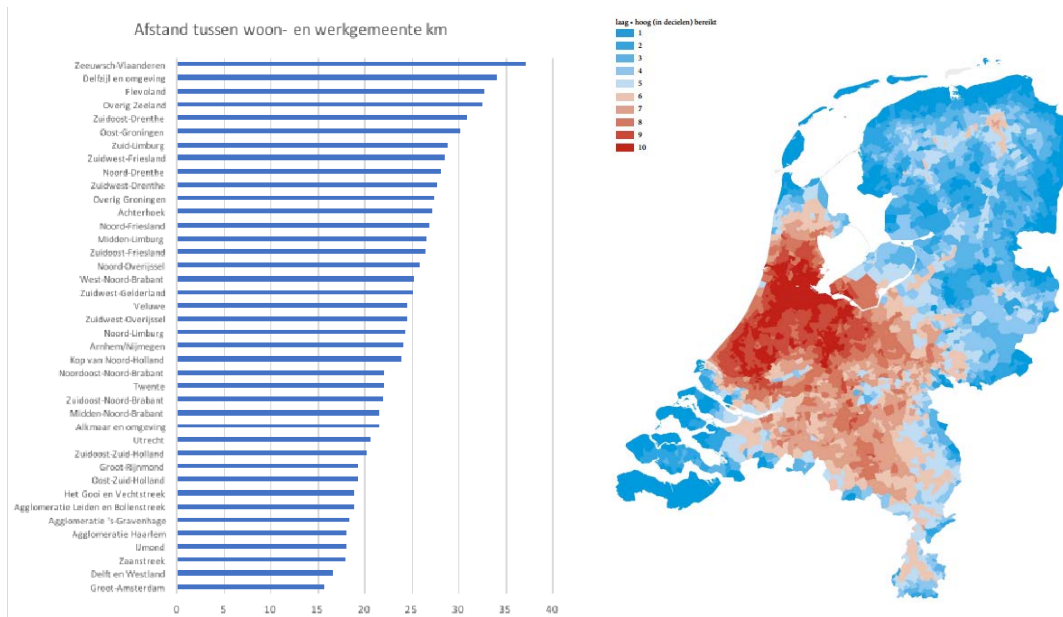 Afstand tussen woon- en werkgemeente km
Zeeuwsch-Vlaanderen
Delfzijl en omgeving
Flevoland
Overig Zeeland
Zuidoost-Drenthe
Oost-Groningen
Zuid-Limburg
Zuidwest-Friesland
Noord-Drenthe
Zuidwest-Drenthe
Overig Groningen
Achterhoek
Noord-Friesland
Midden-Limburg
Zuidoost-Friesland
Noord-Overijssel
West-Noord-Brabant
Zuidwest-Gelderland
Veluwe
Zuidwest-Overijssel
Noord-Limburg
Arnhem/Nijmegen
Kop van Noord-Holland
Noordoost-Noord-Brabant
Twente
Zuidoost-Noord-Brabant
Midden-Noord-Brabant
Alkmaar en omgeving
Utrecht
Zuidoost-Zuid-Holland
Groot-Rijnmond
Oost-Zuid-Holland
Het Gooi en Vechtstreek
Agglomeratie Leiden en Bollenstreek
Agglomeratie 's-Gravenhage
Agglomeratie Haarlem
IJmond
Zaanstreek
Delft en Westland
Groot-Amsterdam
0 5 10 15 20 25 30 35 40
laag • hoog (in decielen) bereikt
1
2
3
4
5
6
7
8
9
10